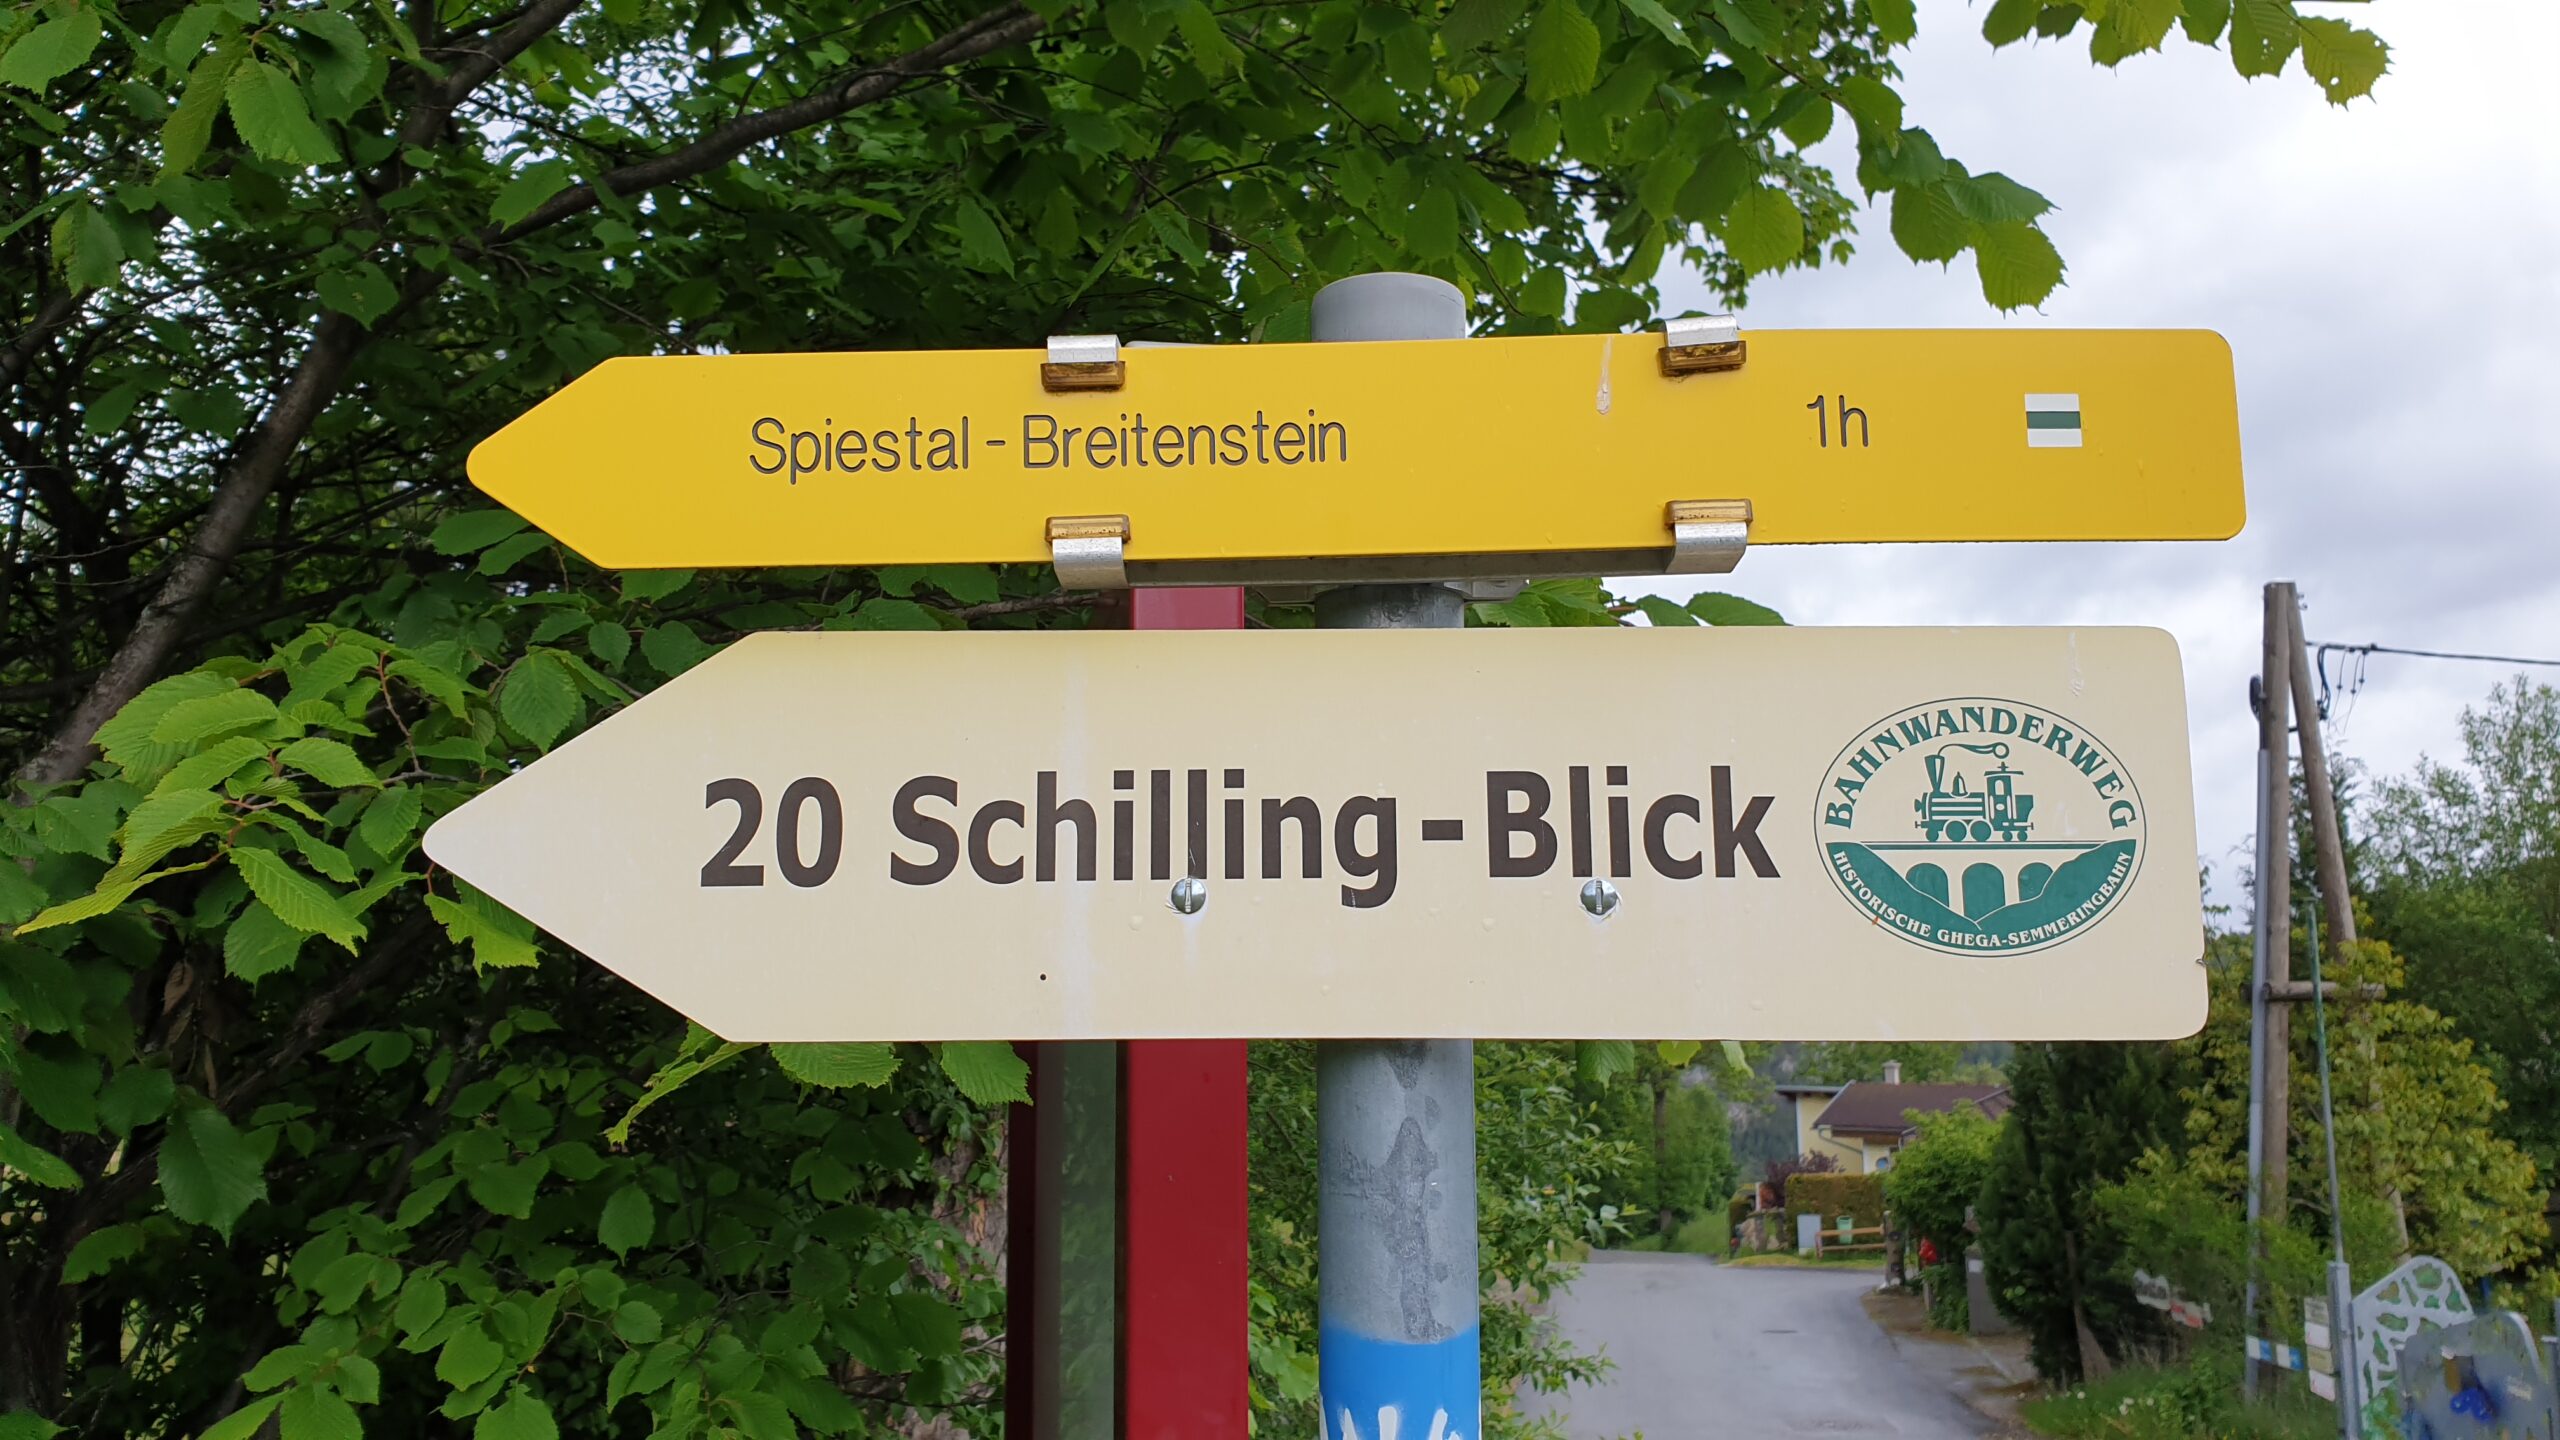 Spiestal - Breitenstein 1h
20 Schilling - Blick
BAHNWANDERWEG
HISTORISCHE GHEGA-SEMMERINGBAHN